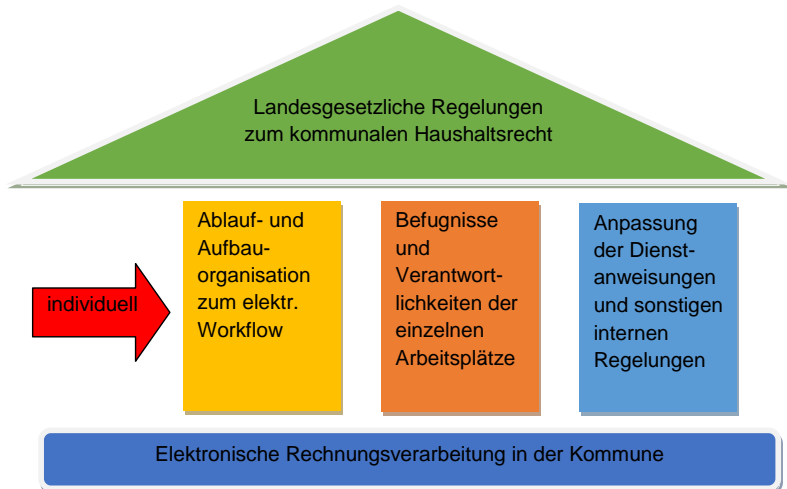 Landesgesetzliche Regelungen
zum kommunalen Haushaltsrecht
individuell
Ablauf- und
Aufbau-
organisation
zum elektr.
Workflow
Befugnisse
und
Verantwort-
lichkeiten der
einzelnen
Arbeitsplätze
Anpassung
der Dienst-
anweisungen
und sonstigen
internen
Regelungen
Elektronische Rechnungsverarbeitung in der Kommune